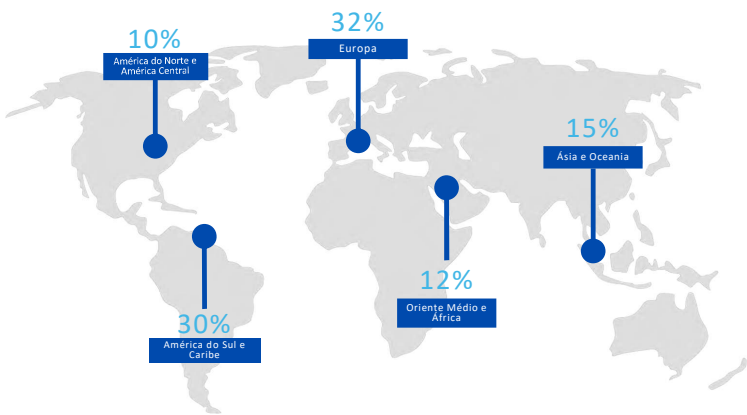 32%
Europa
10%
América do Norte e
América Central
15%
Ásia e Oceania
12%
Oriente Médio e
África
30%
América do Sul e
Caribe